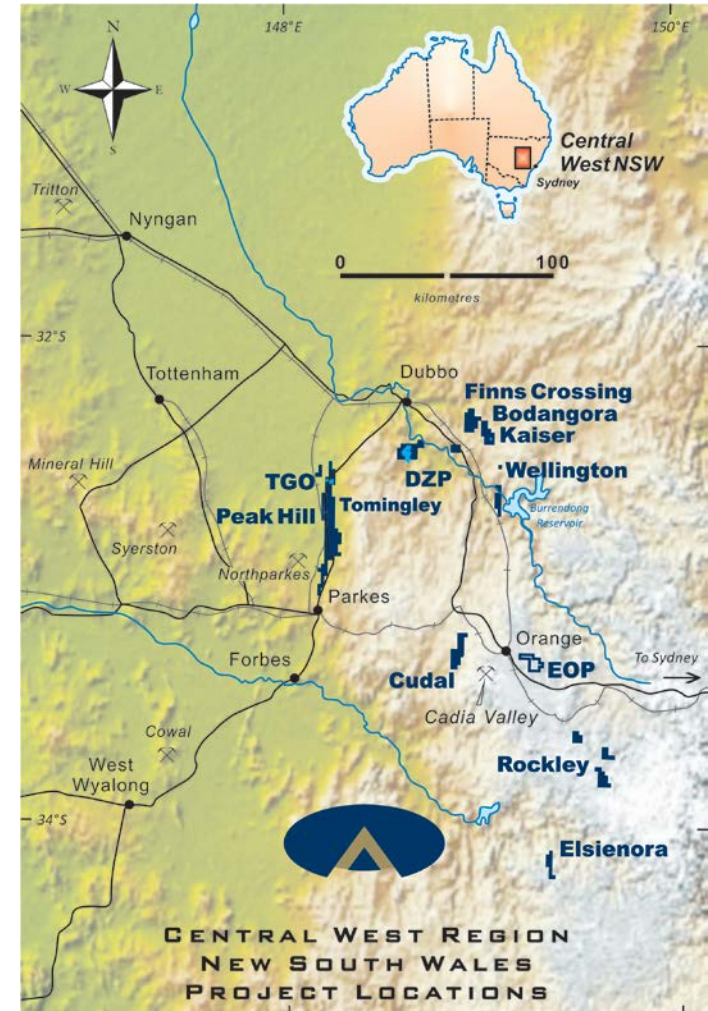 148°E
150°E
N
W
E
S
Central
West NSW
Sydney
Tritton
Nyngan
0
100
kilometres
32°S
Tottenham
Dubbo
Finns Crossing
Bodangora
Kaiser
Mineral Hill
TGO
DZP
Wellington
Peak Hill
Tomingley
Burrendong
Reservoir
Syerston
Northparkes
Parkes
Orange
To Sydney
Forbes
EOP
Cudal
Cadia Valley
Cowal
West
Wyalong
Rockley
34°S
Elsienora
CENTRAL WEST REGION
NEW SOUTH WALES
PROJECT LOCATIONS